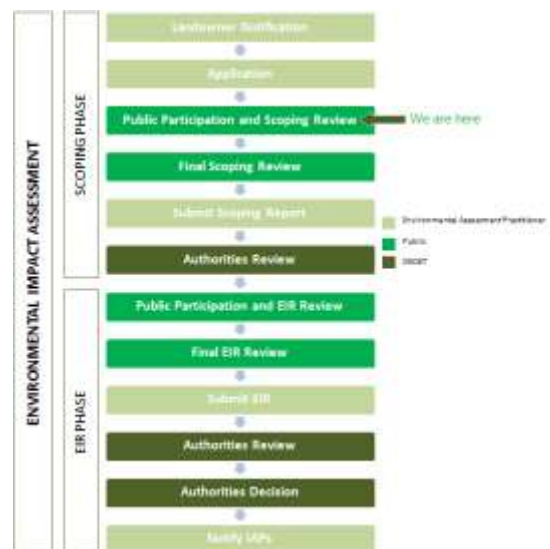 ENVIRONMENTAL IMPACT ASSESSMENT
SCOPING PHASE
Landowner Notification
Application
Public Participation and Scoping Review
We are here
Final Scoping Review
Submit Scoping Report
Authorities Review
Environmental Assessment Practitioner
Public
EIR PHASE
Public Participation and EIR Review
Final EIR Review
Submit EIR
Authorities Review
Authorities Decision
Notify IAPs